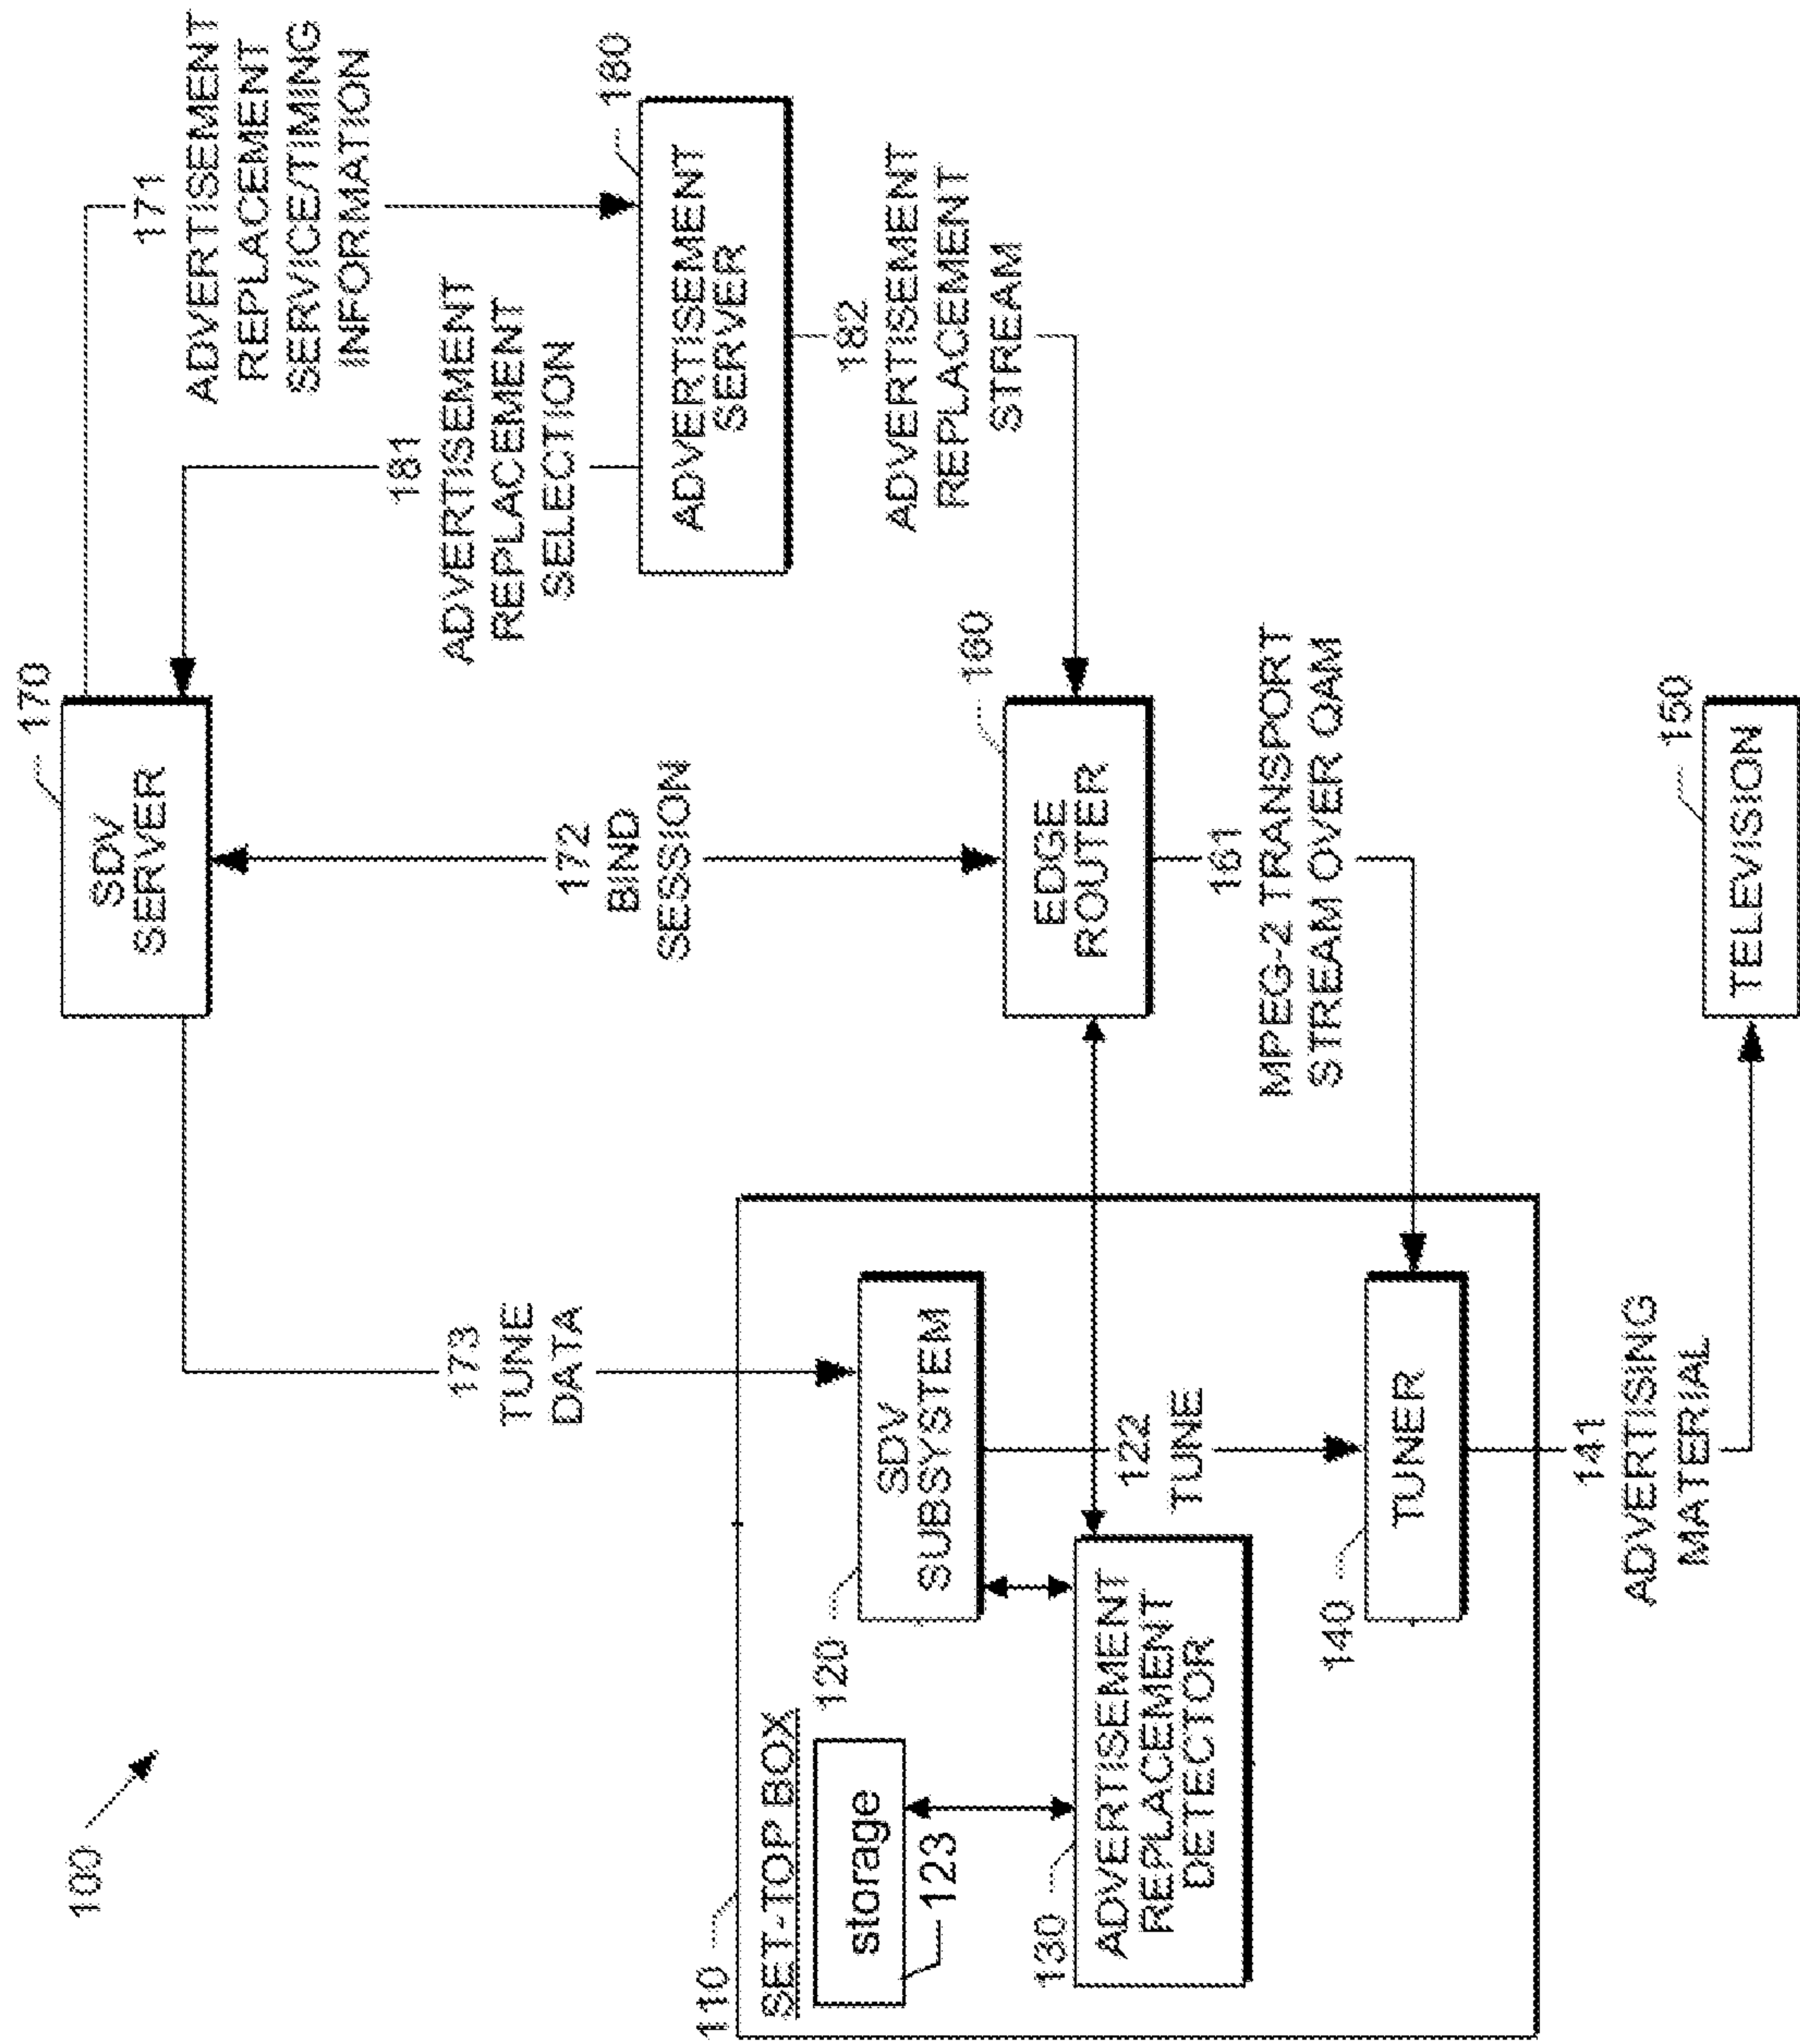 100
110
SET-TOP BOX
storage
123
130
ADVERTISEMENT
REPLACEMENT
DETECTOR
120
SDV
SUBSYSTEM
122
TUNE
140
TUNER
141
ADVERTISING
MATERIAL
173
TUNE
DATA
170
SDV
SERVER
172
BIND
SESSION
160
EDGE
ROUTER
161
MPEG-2 TRANSPORT
STREAM OVER QAM
150
TELEVISION
171
ADVERTISEMENT
REPLACEMENT
SERVICE/TIMING
INFORMATION
181
ADVERTISEMENT
REPLACEMENT
SELECTION
180
ADVERTISEMENT
SERVER
182
ADVERTISEMENT
REPLACEMENT
STREAM